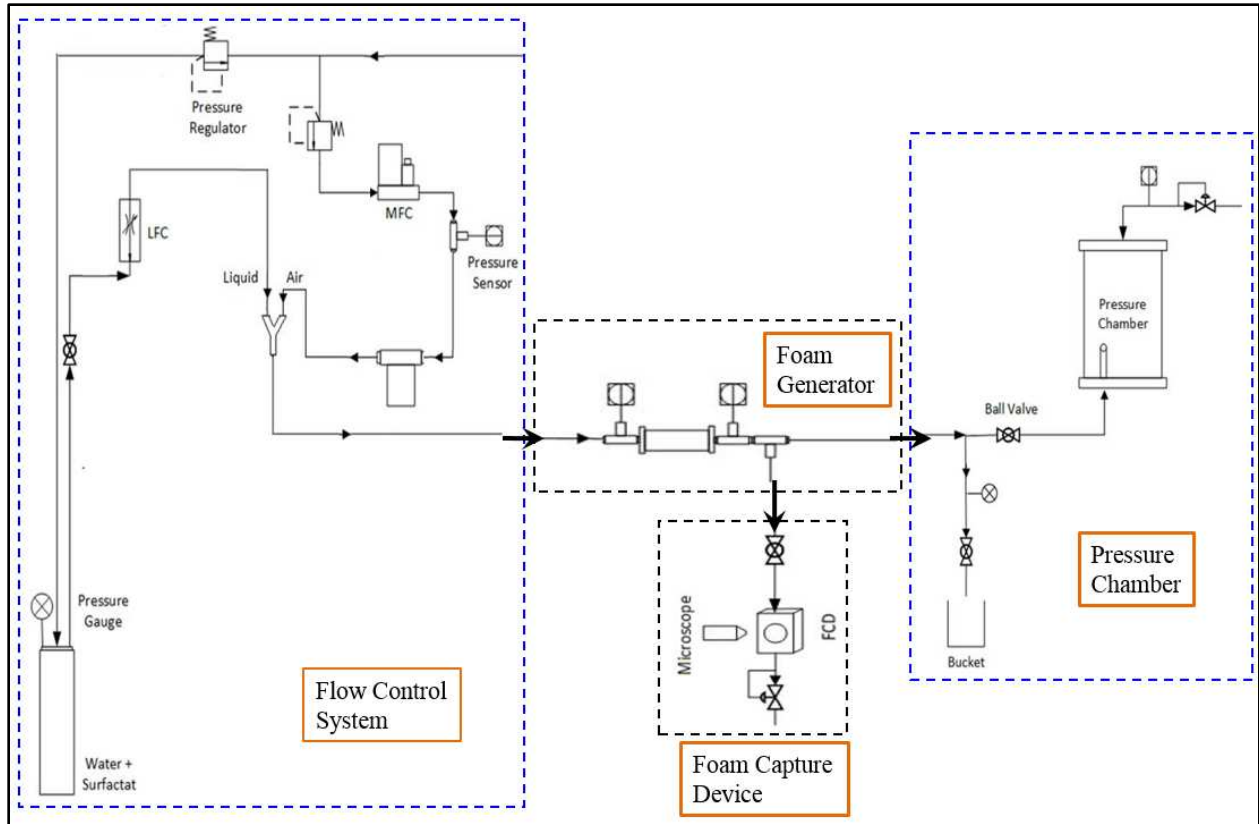 Pressure
Regulator
LFC
MFC
Liquid
Air
Pressure
Sensor
Pressure
Gauge
Water +
Surfactat
Flow Control
System
Foam
Generator
Microscope
FCD
Foam Capture
Device
Ball Valve
Pressure
Chamber
Bucket
Pressure
Chamber